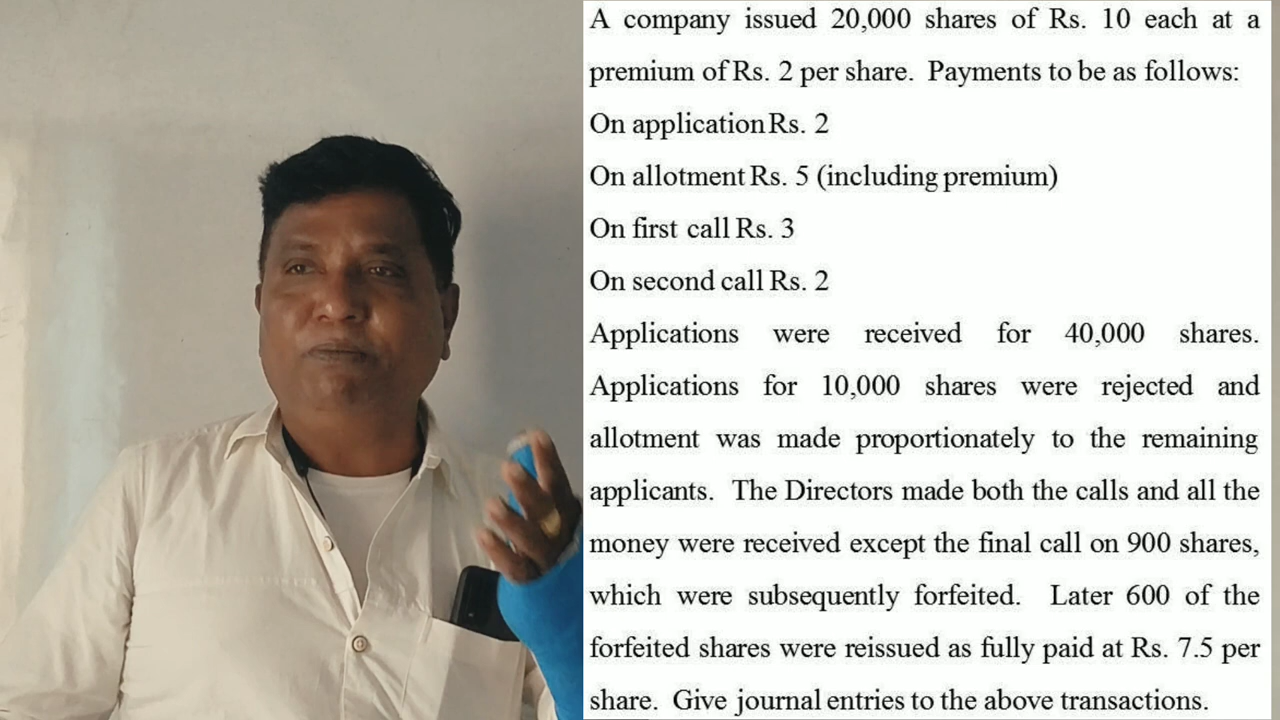 A company issued 20,000 shares of Rs. 10 each at a
premium of Rs. 2 per share. Payments to be as follows:
On application Rs. 2
On allotment Rs. 5 (including premium)
On first call Rs. 3
On second call Rs. 2
Applications were received for 40,000 shares.
Applications for 10,000 shares were rejected and
allotment was made proportionately to the remaining
applicants. The Directors made both the calls and all the
money were received except the final call on 900 shares,
which were subsequently forfeited. Later 600 of the
forfeited shares were reissued as fully paid at Rs. 7.5 per
share. Give journal entries to the above transactions.